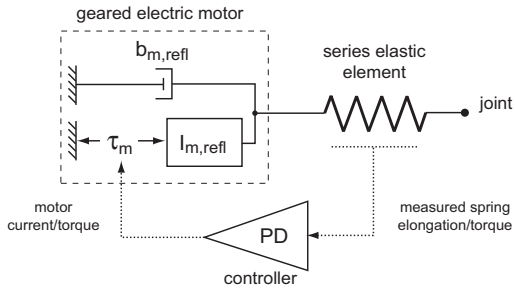 geared electric motor
b_m,refl
series elastic
element
joint
τ_m
I_m,refl
motor
current/torque
PD
measured spring
elongation/torque
controller